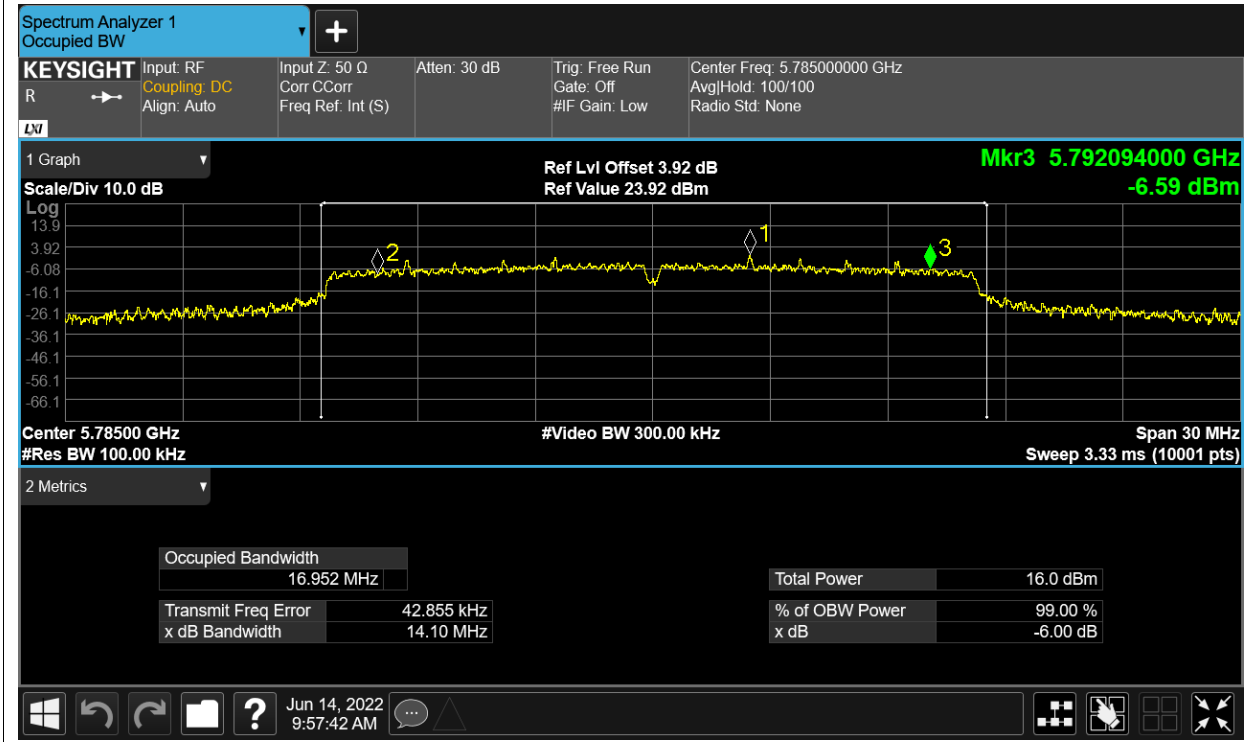 Spectrum Analyzer 1
Occupied BW
KEYSIGHT
R
LXI
Input: RF
Coupling: DC
Align: Auto
Input Z: 50 Ω
Corr CCorr
Freq Ref: Int (S)
Atten: 30 dB
Trig: Free Run
Gate: Off
#IF Gain: Low
Center Freq: 5.785000000 GHz
Avg|Hold: 100/100
Radio Std: None
1 Graph
Scale/Div 10.0 dB
Ref Lvl Offset 3.92 dB
Ref Value 23.92 dBm
Mkr3 5.792094000 GHz
-6.59 dBm
Log
13.9
3.92
-6.08
-16.1
-26.1
-36.1
-46.1
-56.1
-66.1
2
1
3
Center 5.78500 GHz
#Video BW 300.00 kHz
Span 30 MHz
#Res BW 100.00 kHz
Sweep 3.33 ms (10001 pts)
2 Metrics
Occupied Bandwidth
16.952 MHz
Total Power 16.0 dBm
Transmit Freq Error 42.855 kHz
% of OBW Power 99.00 %
x dB Bandwidth 14.10 MHz
x dB -6.00 dB
?
Jun 14, 2022
9:57:42 AM